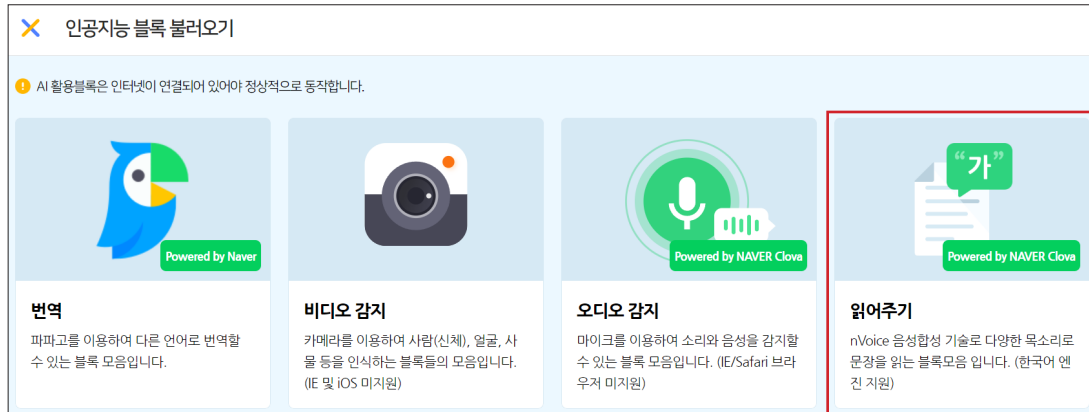 인공지능 블록 불러오기
AI 활용블록은 인터넷이 연결되어 있어야 정상적으로 동작합니다.
Powered by Naver
번역
파파고를 이용하여 다른 언어로 번역할
수 있는 블록 모음입니다.
비디오 감지
카메라를 이용하여 사람(신체), 얼굴, 사
물 등을 인식하는 블록들의 모음입니다.
(IE 및 iOS 미지원)
Powered by NAVER Clova
오디오 감지
마이크를 이용하여 소리와 음성을 감지할
수 있는 블록 모음입니다. (IE/Safari 브라
우저 미지원)
“가”
Powered by NAVER Clova
읽어주기
nVoice 음성합성 기술로 다양한 목소리로
문장을 읽는 블록모음 입니다. (한국어 엔
진 지원)